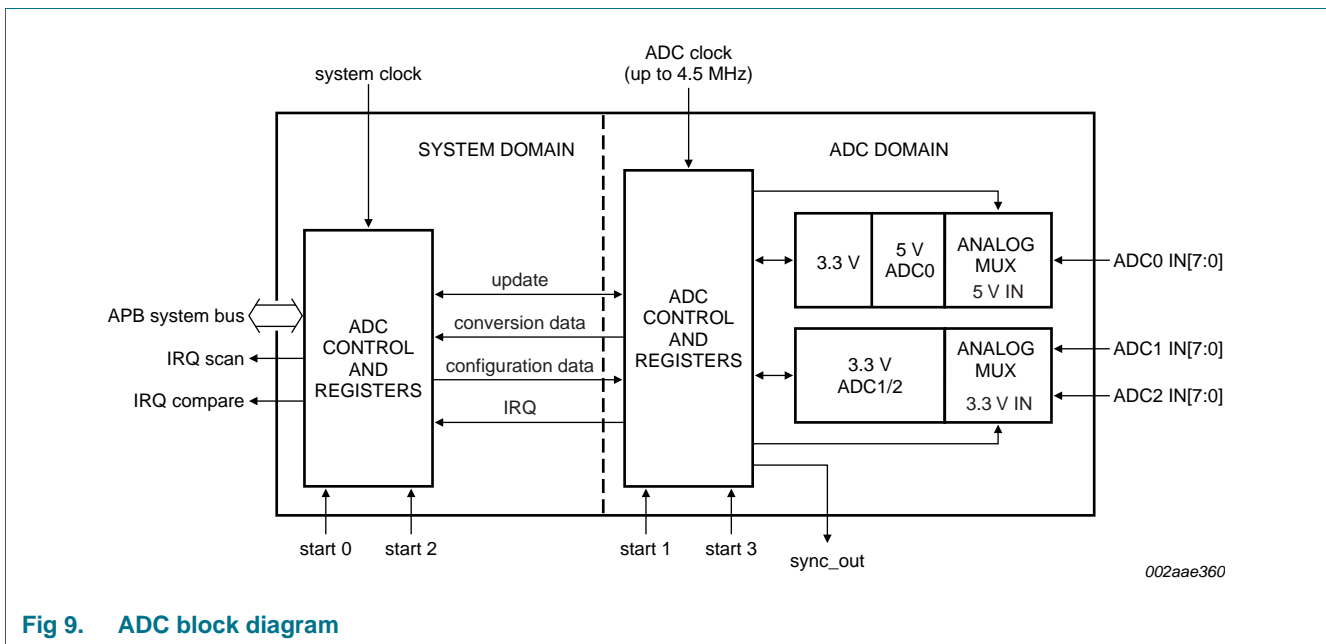 ADC clock
(up to 4.5 MHz)
system clock
SYSTEM DOMAIN
ADC DOMAIN
APB system bus
IRQ scan
IRQ compare
ADC
CONTROL
AND
REGISTERS
update
conversion data
configuration data
IRQ
ADC
CONTROL
AND
REGISTERS
3.3 V
5 V
ADC0
ANALOG
MUX
5 V IN
ADC0 IN[7:0]
3.3 V
ADC1/2
ANALOG
MUX
3.3 V IN
ADC1 IN[7:0]
ADC2 IN[7:0]
start 0
start 2
start 1
start 3
sync_out
002aae360
Fig 9. ADC block diagram